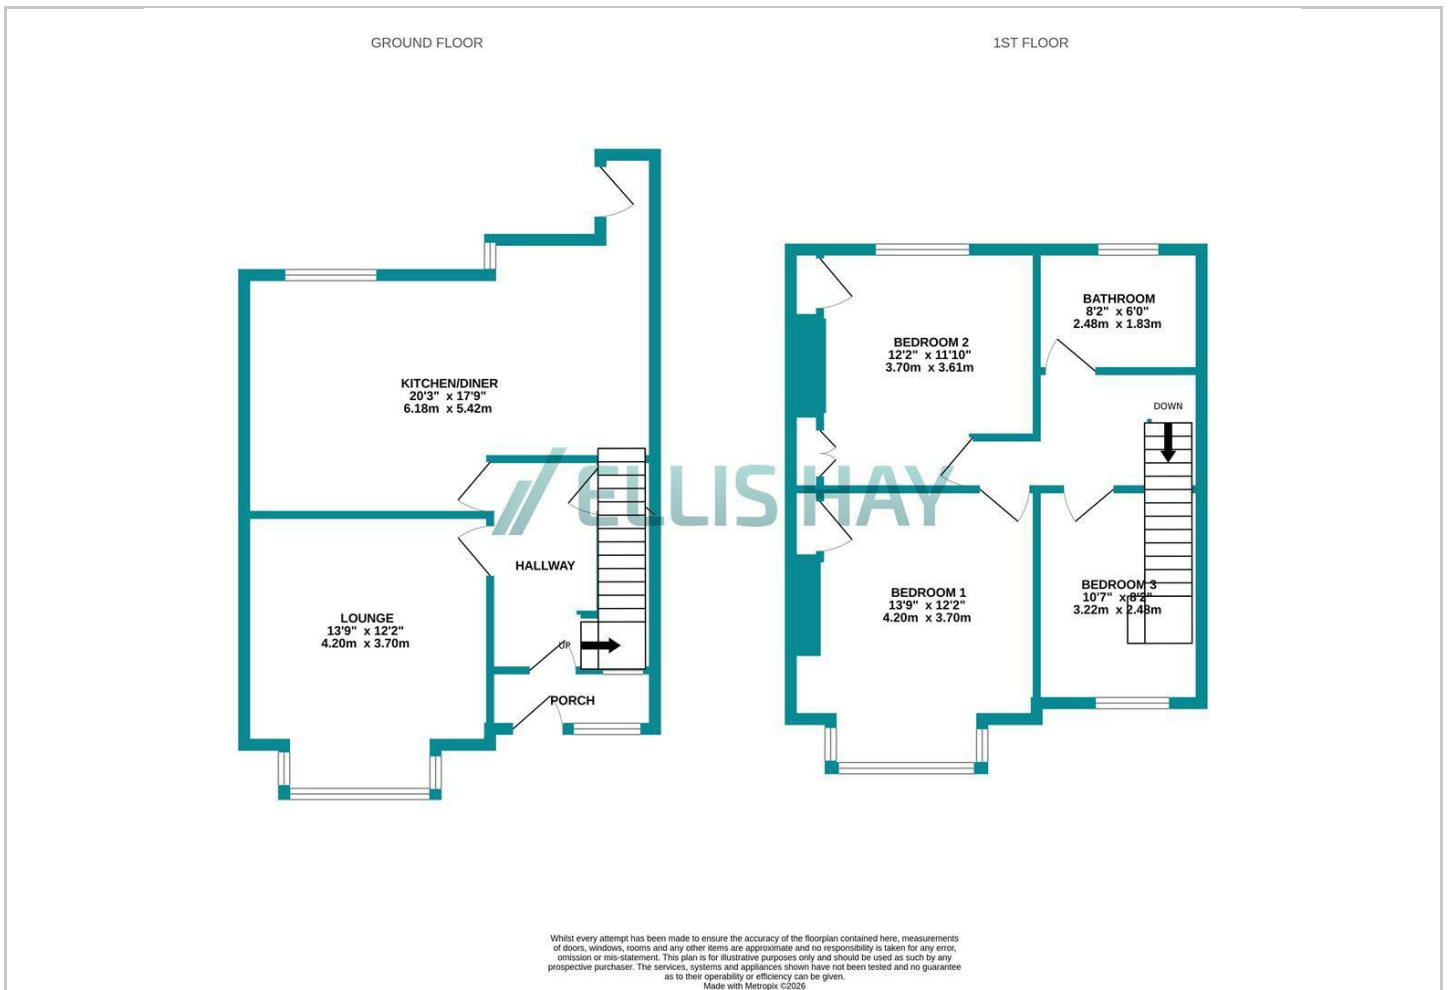 GROUND FLOOR
1ST FLOOR
KITCHEN/DINER
20'3" x 17'9"
6.18m x 5.42m
HALLWAY
LOUNGE
13'9" x 12'2"
4.20m x 3.70m
UP
PORCH
BEDROOM 2
12'2" x 11'10"
3.70m x 3.61m
BATHROOM
8'2" x 6'0"
2.48m x 1.83m
DOWN
BEDROOM 1
13'9" x 12'2"
4.20m x 3.70m
BEDROOM 3
10'7" x 8'2"
3.22m x 2.48m
ELLIS HAY
Whilst every attempt has been made to ensure the accuracy of the floorplan contained here, measurements
of doors, windows, rooms and any other items are approximate and no responsibility is taken for any error,
omission or mis-statement. This plan is for illustrative purposes only and should be used as such by any
prospective purchaser. The services, systems and appliances shown have not been tested and no guarantee
as to their operability or efficiency can be given.
Made with Metropix ©2026